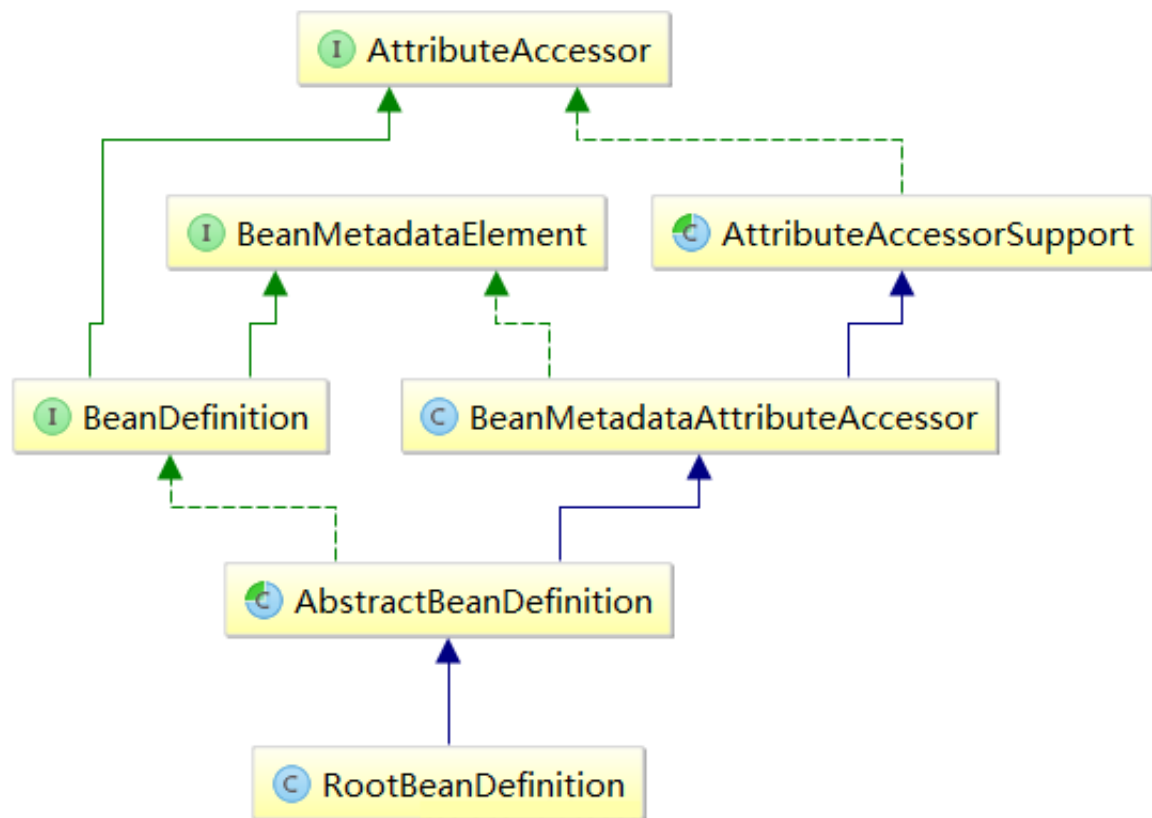 I AttributeAccessor
I BeanMetadataElement
C AttributeAccessorSupport
I BeanDefinition
C BeanMetadataAttributeAccessor
C AbstractBeanDefinition
C RootBeanDefinition